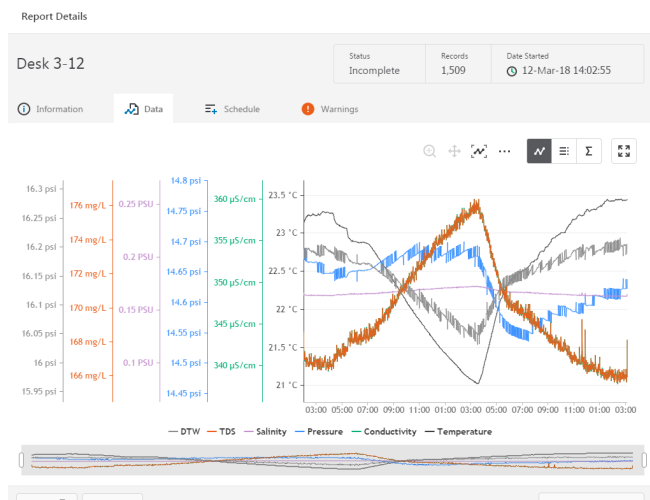 Report Details
Desk 3-12
Status
Incomplete
Records
1,509
Date Started
12-Mar-18 14:02:55
Information
Data
Schedule
Warnings
16.3 psi
16.25 psi
16.2 psi
16.15 psi
16.1 psi
16.05 psi
16 psi
15.95 psi
176 mg/L
174 mg/L
172 mg/L
170 mg/L
168 mg/L
166 mg/L
0.25 PSU
0.2 PSU
0.15 PSU
0.1 PSU
14.8 psi
14.75 psi
14.7 psi
14.65 psi
14.6 psi
14.55 psi
14.5 psi
14.45 psi
360 µS/cm
355 µS/cm
350 µS/cm
345 µS/cm
340 µS/cm
23.5 °C
23 °C
22.5 °C
22 °C
21.5 °C
21 °C
03:00 05:00 07:00 09:00 11:00 01:00 03:00 05:00 07:00 09:00 11:00 01:00 03:00
DTW TDS Salinity Pressure Conductivity Temperature